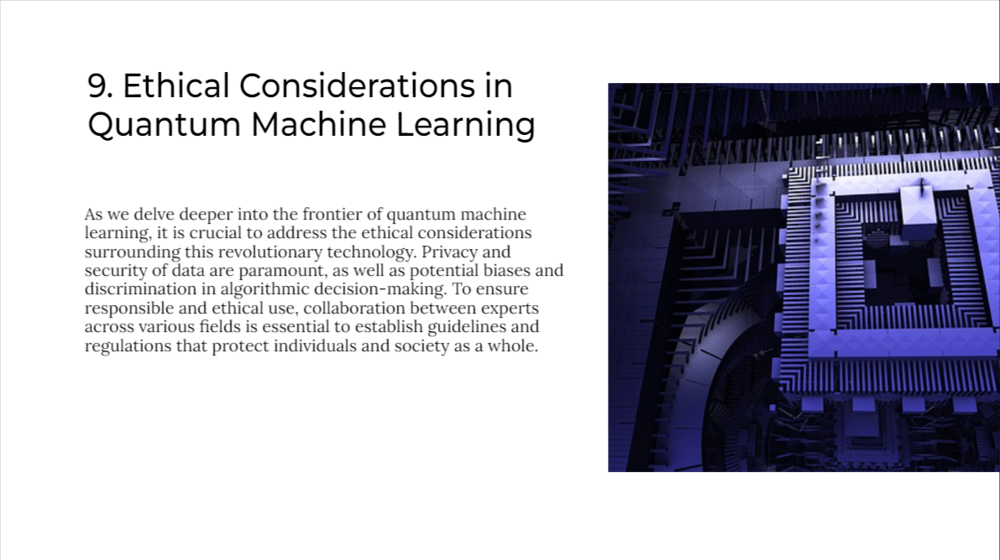 9. Ethical Considerations in
Quantum Machine Learning
As we delve deeper into the frontier of quantum machine
learning, it is crucial to address the ethical considerations
surrounding this revolutionary technology. Privacy and
security of data are paramount, as well as potential biases and
discrimination in algorithmic decision-making. To ensure
responsible and ethical use, collaboration between experts
across various fields is essential to establish guidelines and
regulations that protect individuals and society as a whole.